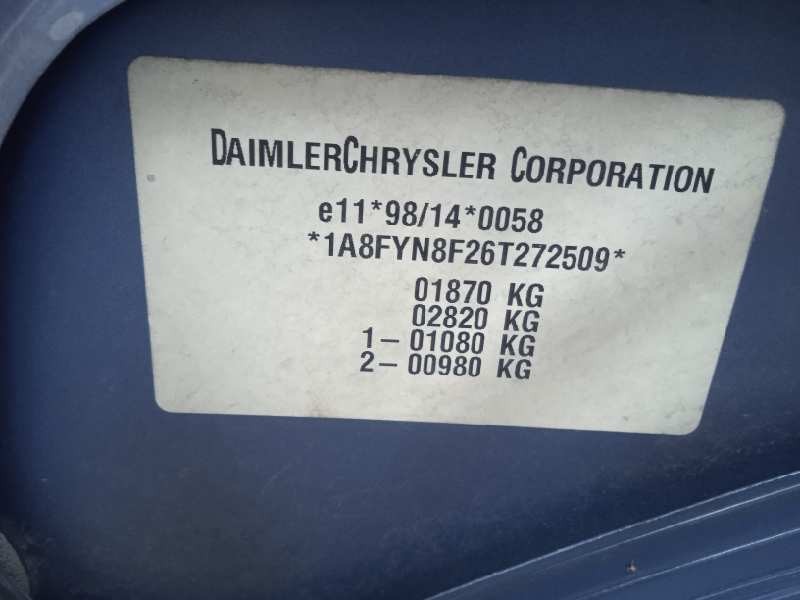 DAIMLERCHRYSLER CORPORATION
e11*98/14*0058
*1A8FYN8F26T272509*
01870 KG
02820 KG
1– 01080 KG
2– 00980 KG